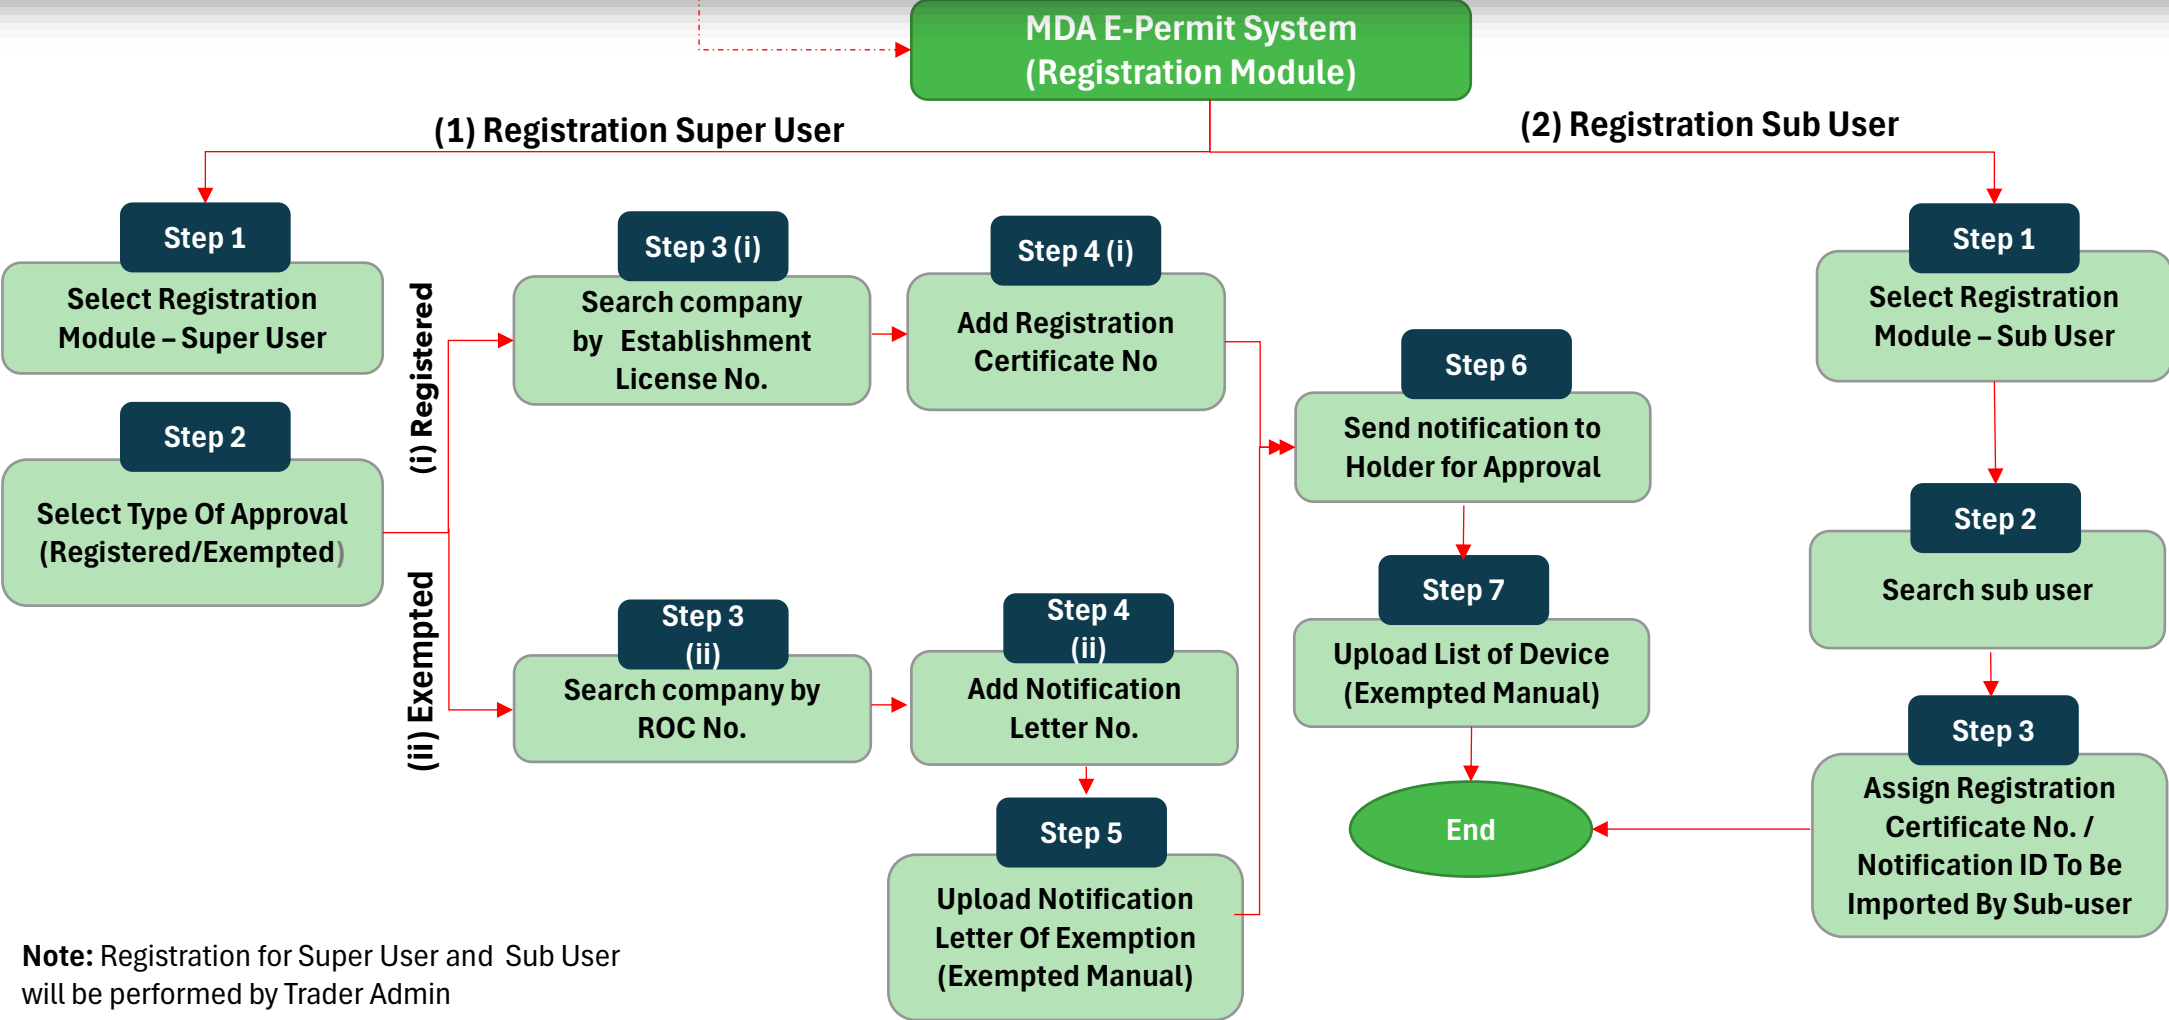 MDA E-Permit System
(Registration Module)
(1) Registration Super User
(2) Registration Sub User
Step 1
Select Registration
Module – Super User
Step 2
Select Type Of Approval
(Registered/Exempted)
(i) Registered
(ii) Exempted
Step 3 (i)
Search company
by Establishment
License No.
Step 4 (i)
Add Registration
Certificate No
Step 3
(ii)
Search company by
ROC No.
Step 4
(ii)
Add Notification
Letter No.
Step 5
Upload Notification
Letter Of Exemption
(Exempted Manual)
Step 6
Send notification to
Holder for Approval
Step 7
Upload List of Device
(Exempted Manual)
End
Step 1
Select Registration
Module – Sub User
Step 2
Search sub user
Step 3
Assign Registration
Certificate No. /
Notification ID To Be
Imported By Sub-user
Note: Registration for Super User and Sub User
will be performed by Trader Admin